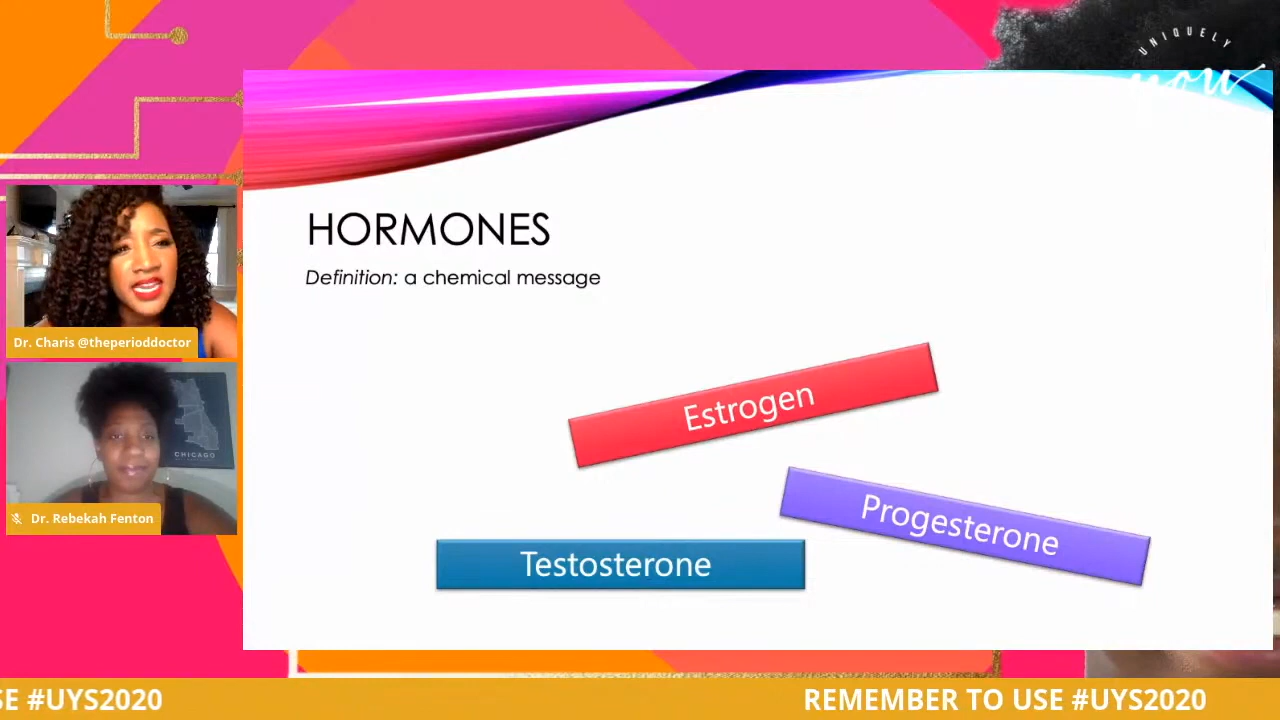 UNIQUELY
you
HORMONES
Definition: a chemical message
Estrogen
Progesterone
Testosterone
Dr. Charis @theperioddoctor
CHICAGO
Dr. Rebekah Fenton
SE #UYS2020
REMEMBER TO USE #UYS2020